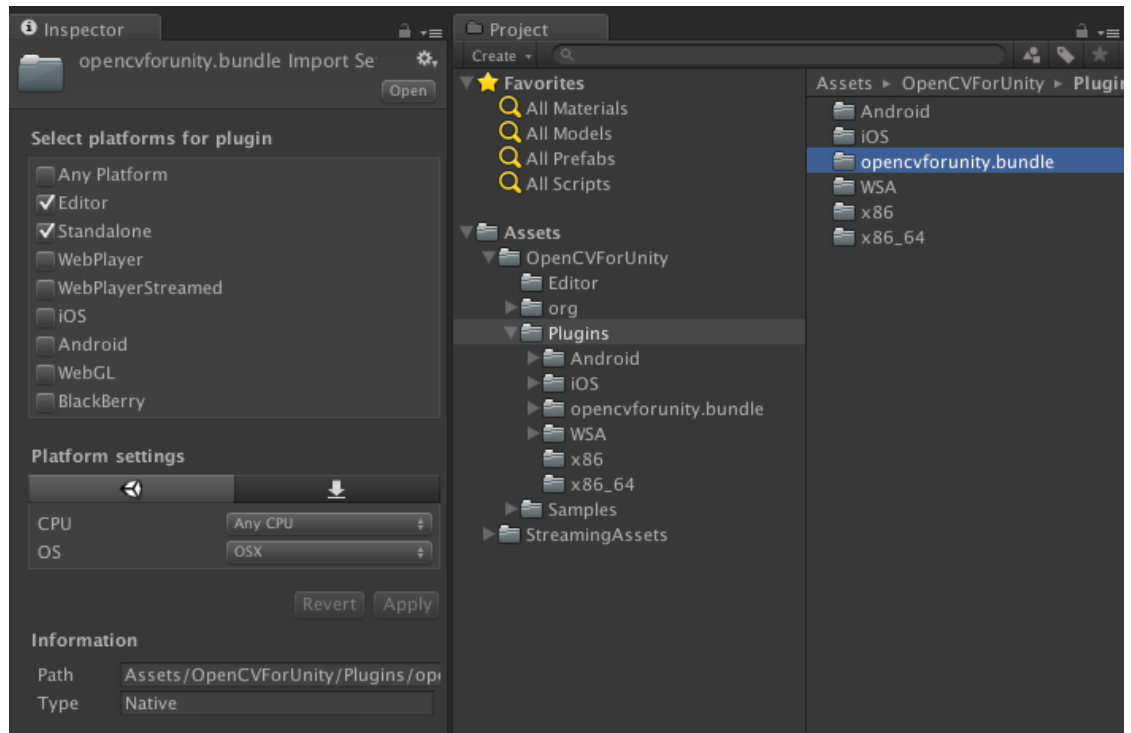 Inspector
opencvforunity.bundle Import Se
Open
Select platforms for plugin
Any Platform
Editor
Standalone
WebPlayer
WebPlayerStreamed
iOS
Android
WebGL
BlackBerry
Platform settings
CPU Any CPU
OS OSX
Revert Apply
Information
Path Assets/OpenCVForUnity/Plugins/ope
Type Native
Project
Create
Favorites
All Materials
All Models
All Prefabs
All Scripts
Assets
OpenCVForUnity
Editor
org
Plugins
Android
iOS
opencvforunity.bundle
WSA
x86
x86_64
Samples
StreamingAssets
Assets ▸ OpenCVForUnity ▸ Plugin
Android
iOS
opencvforunity.bundle
WSA
x86
x86_64